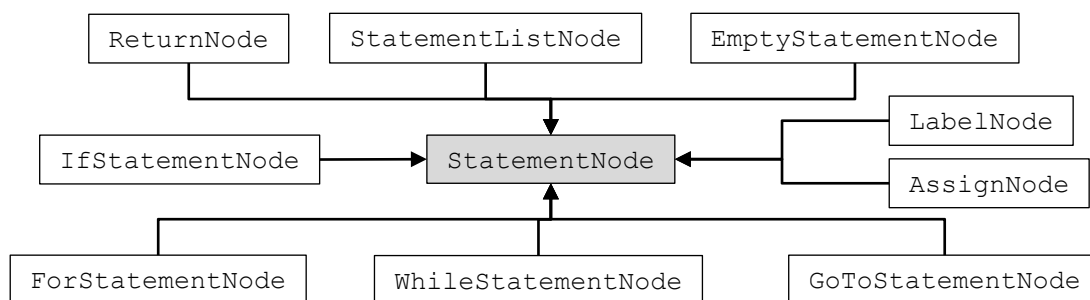 ReturnNode
StatementListNode
EmptyStatementNode
LabelNode
IfStatementNode
StatementNode
AssignNode
ForStatementNode
WhileStatementNode
GoToStatementNode